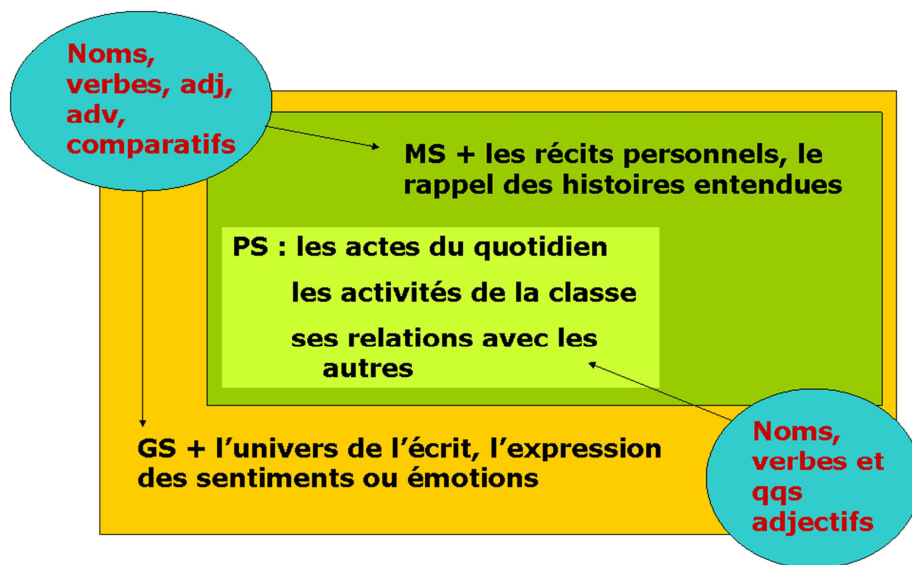 Noms,
verbes, adj,
adv,
comparatifs
MS + les récits personnels, le
rappel des histoires entendues
PS : les actes du quotidien
les activités de la classe
ses relations avec les
autres
GS + l’univers de l’écrit, l’expression
des sentiments ou émotions
Noms,
verbes et
qqs
adjectifs